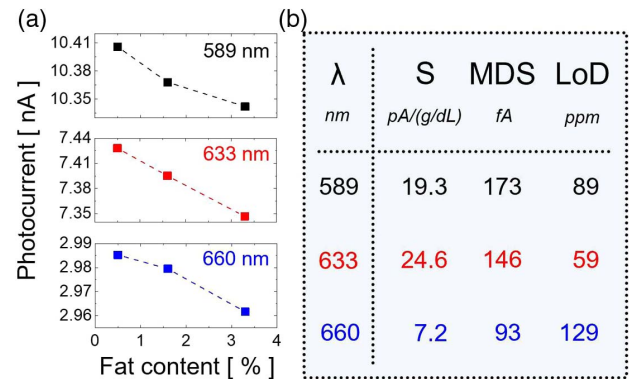 (a)
Photocurrent [ nA ]
10.41
10.38
10.35
589 nm
7.44
7.41
7.38
7.35
633 nm
2.99
2.98
2.97
2.96
660 nm
0 1 2 3 4
Fat content [ % ]
(b)
λ S MDS LoD
nm pA/(g/dL) fA ppm
589 19.3 173 89
633 24.6 146 59
660 7.2 93 129